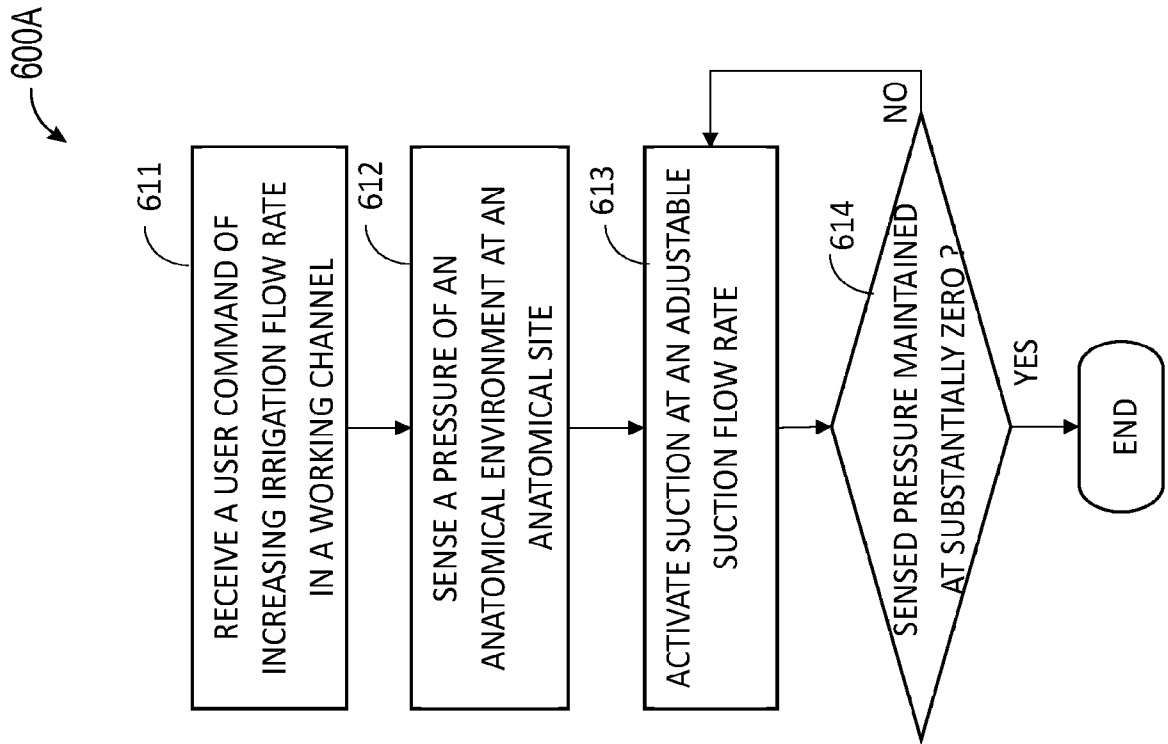 600A
611
RECEIVE A USER COMMAND OF
INCREASING IRRIGATION FLOW RATE
IN A WORKING CHANNEL
612
SENSE A PRESSURE OF AN
ANATOMICAL ENVIRONMENT AT AN
ANATOMICAL SITE
613
ACTIVATE SUCTION AT AN ADJUSTABLE
SUCTION FLOW RATE
614
SENSED PRESSURE MAINTAINED
AT SUBSTANTIALLY ZERO ?
NO
YES
END